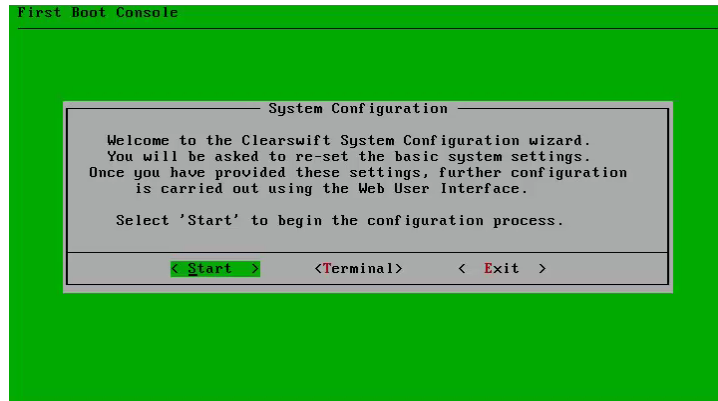 First Boot Console
System Configuration
Welcome to the Clearswift System Configuration wizard.
You will be asked to re-set the basic system settings.
Once you have provided these settings, further configuration
is carried out using the Web User Interface.
Select 'Start' to begin the configuration process.
< Start > <Terminal> < Exit >